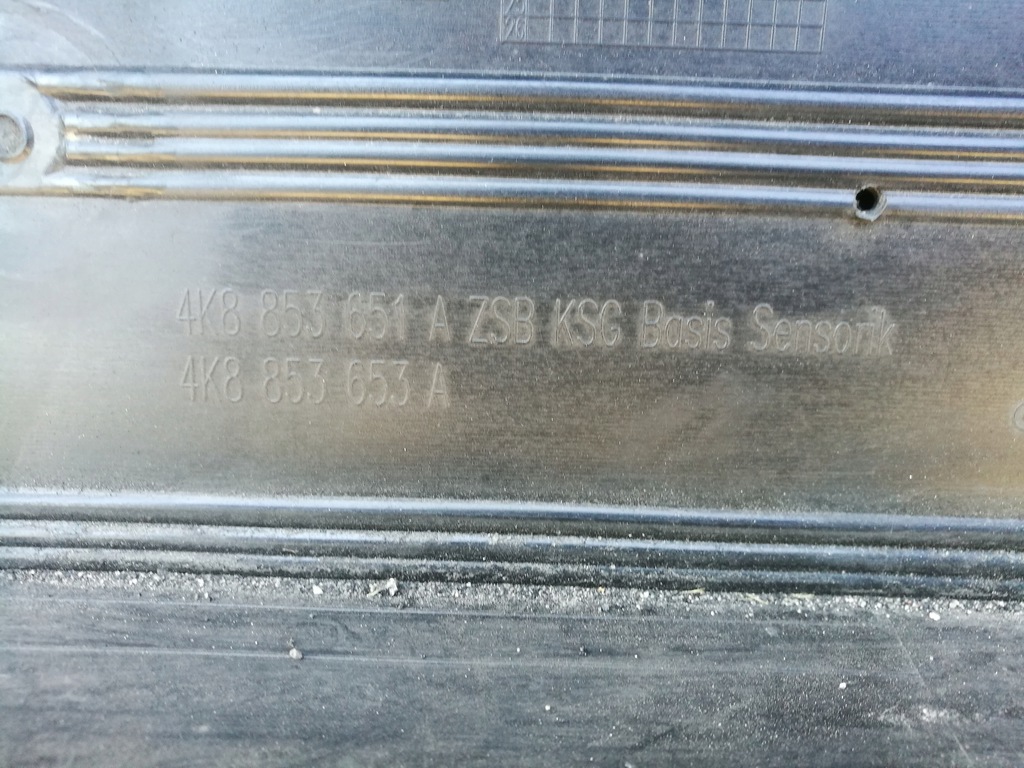 4K8 853 651 A ZSB KSG Basis Sensorik
4K8 853 653 A